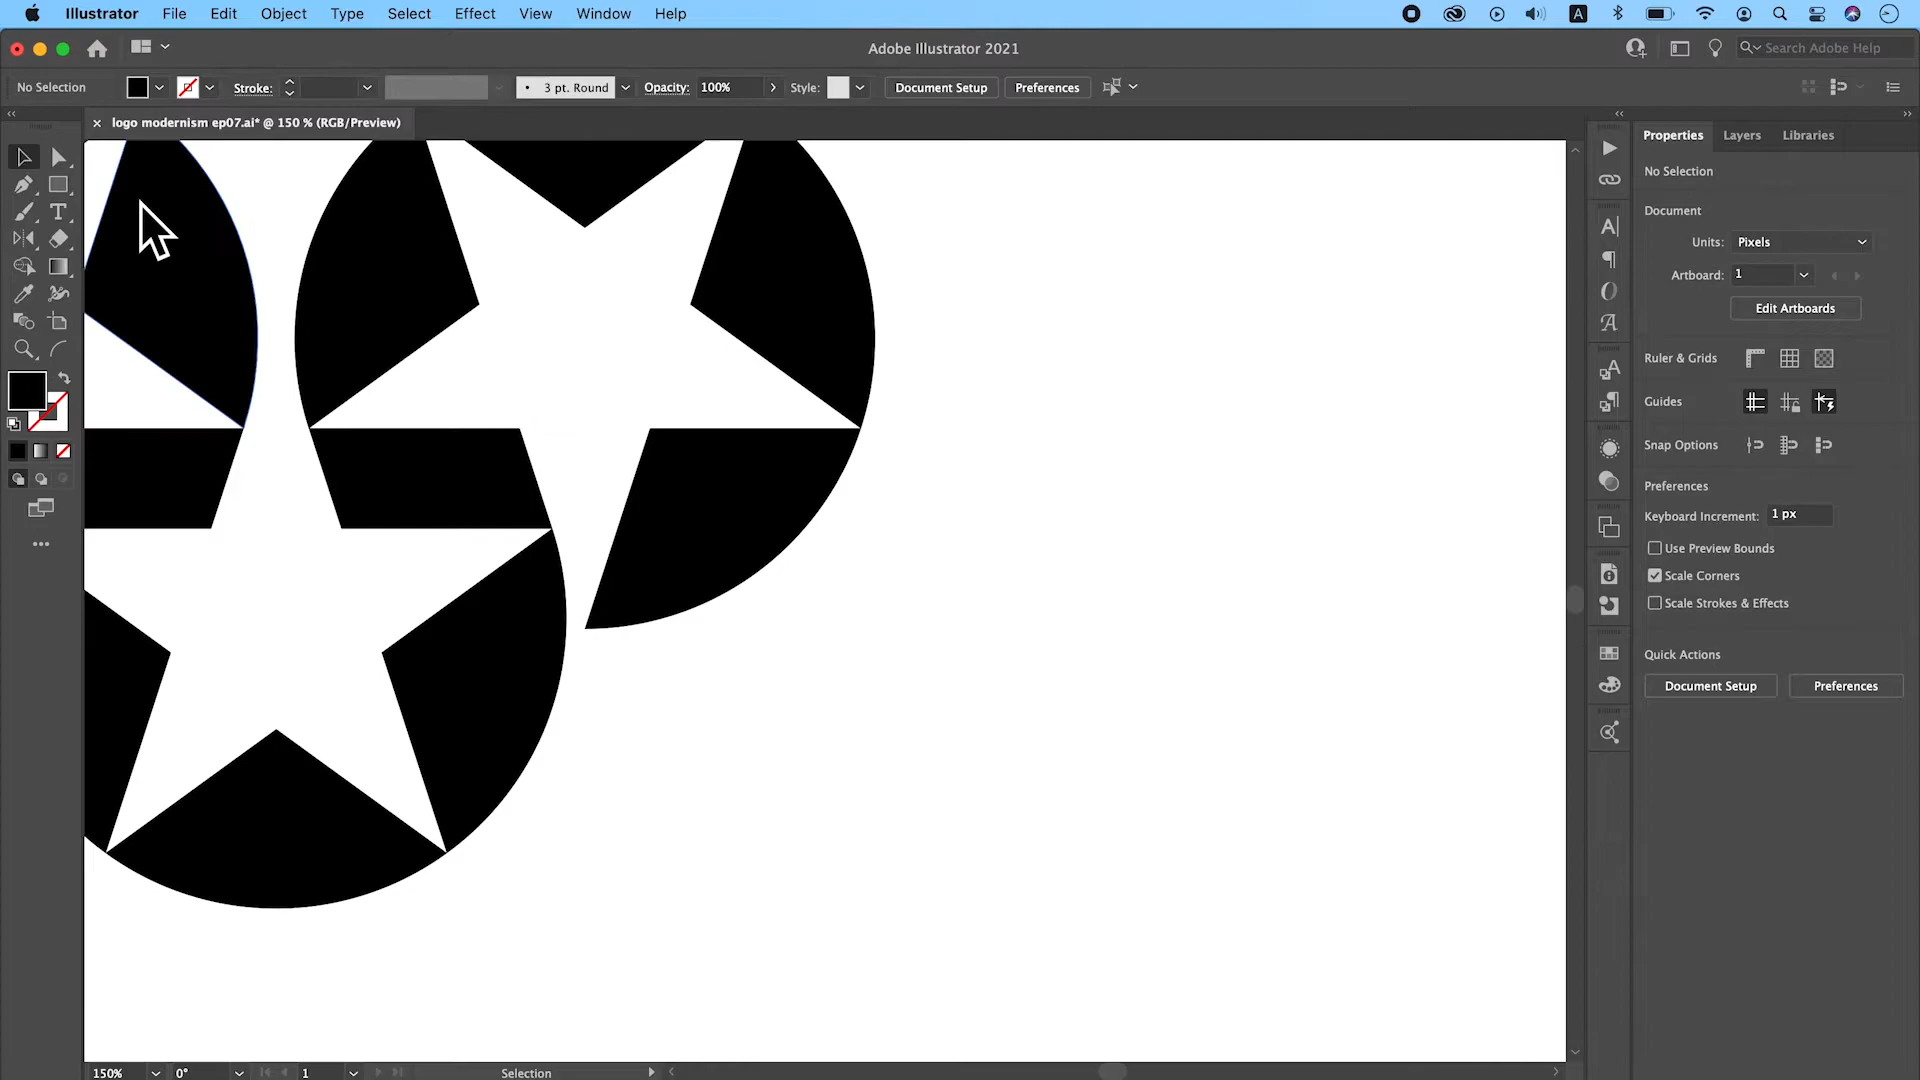 Illustrator File Edit Object Type Select Effect View Window Help
Adobe Illustrator 2021
Search Adobe Help
No Selection
Stroke:
3 pt. Round
Opacity: 100%
Style:
Document Setup
Preferences
× logo modernism ep07.ai* @ 150 % (RGB/Preview)
Properties Layers Libraries
No Selection
Document
Units: Pixels
Artboard: 1
Edit Artboards
Ruler & Grids
Guides
Snap Options
Preferences
Keyboard Increment: 1 px
Use Preview Bounds
Scale Corners
Scale Strokes & Effects
Quick Actions
Document Setup Preferences
150% 0° 1 Selection